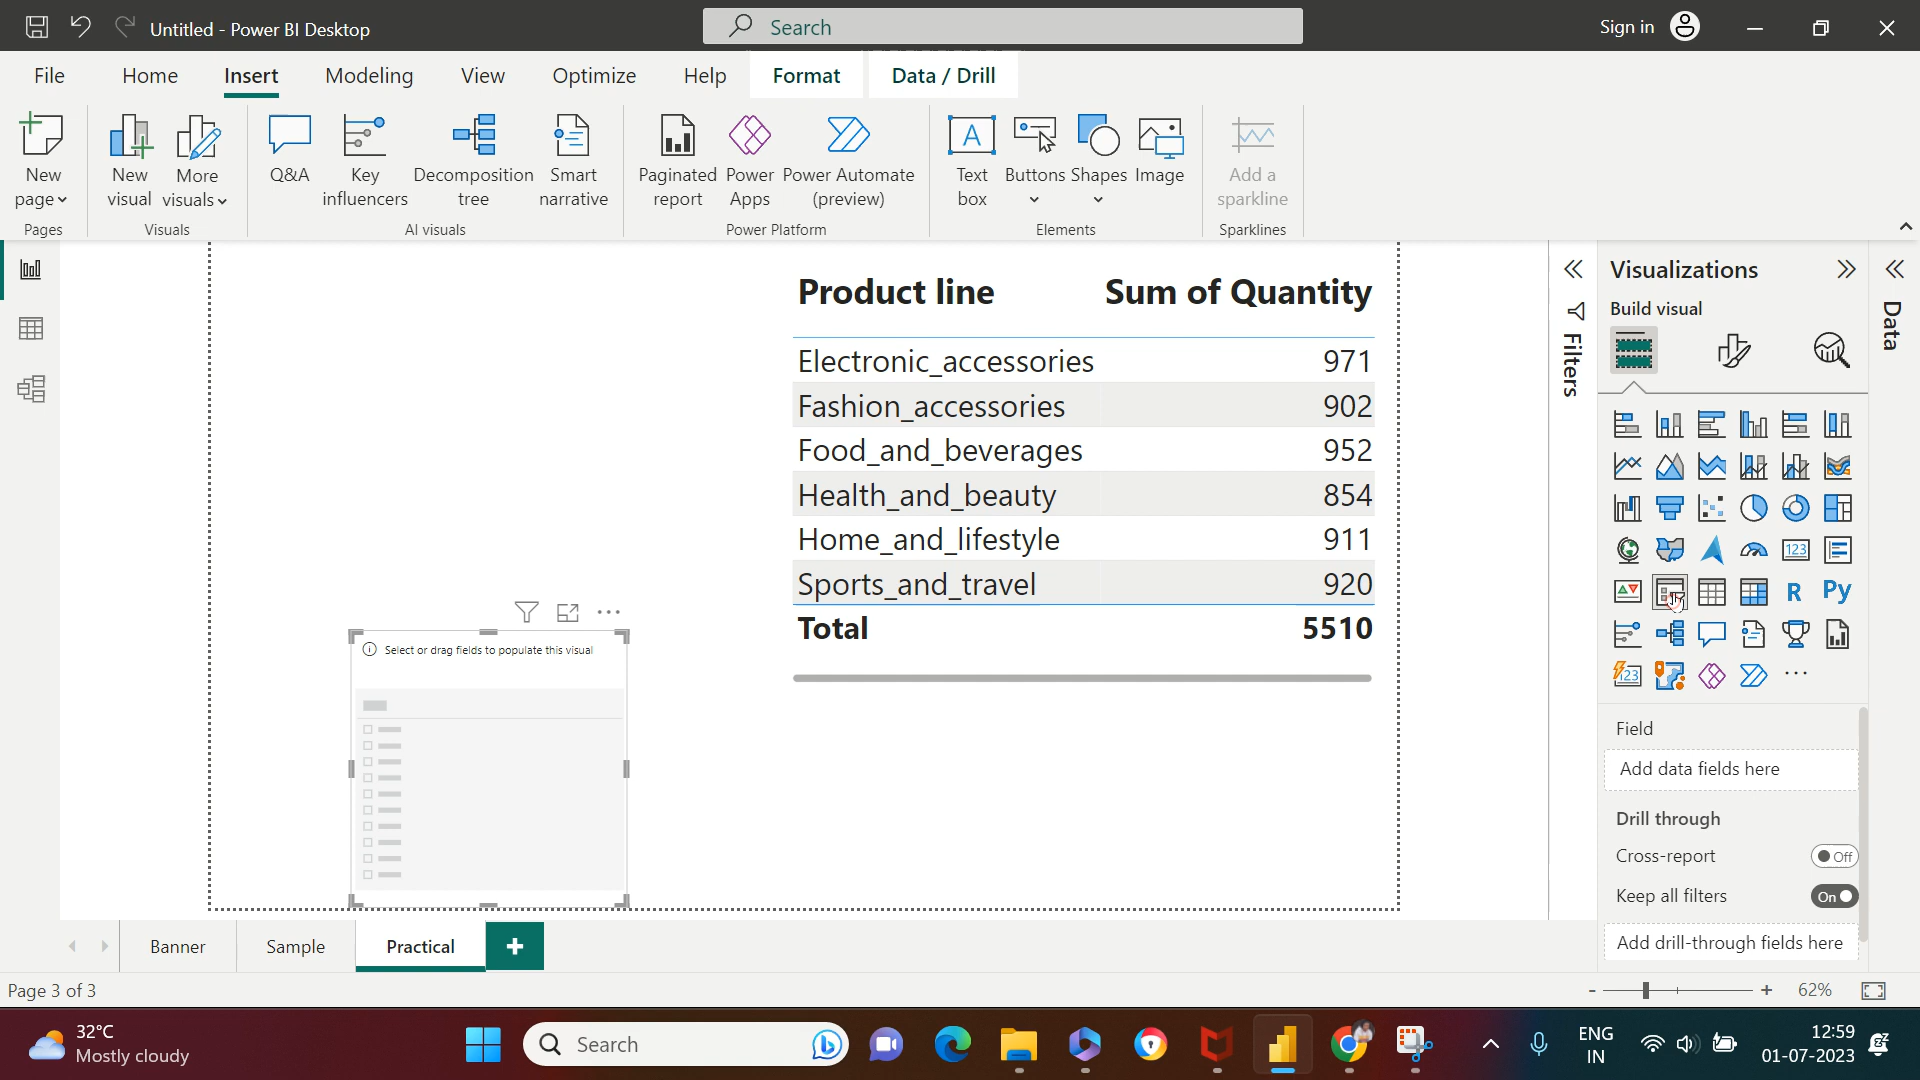 Untitled - Power BI Desktop
Search
Sign in
File
Home
Insert
Modeling
View
Optimize
Help
Format
Data / Drill
New page
New visual
More visuals
Q&A
Key influencers
Decomposition tree
Smart narrative
Paginated report
Power Apps
Power Automate (preview)
A
Text box
Buttons
Shapes
Image
Add a sparkline
Pages
Visuals
AI visuals
Power Platform
Elements
Sparklines
Product line Sum of Quantity
Electronic_accessories 971
Fashion_accessories 902
Food_and_beverages 952
Health_and_beauty 854
Home_and_lifestyle 911
Sports_and_travel 920
Total 5510
Select or drag fields to populate this visual
Filters
Visualizations
Build visual
123
R
Py
123
Field
Add data fields here
Drill through
Cross-report
Off
Keep all filters
On
Add drill-through fields here
Data
Banner
Sample
Practical
Page 3 of 3
62%
32°C
Mostly cloudy
Search
ENG
IN
12:59
01-07-2023